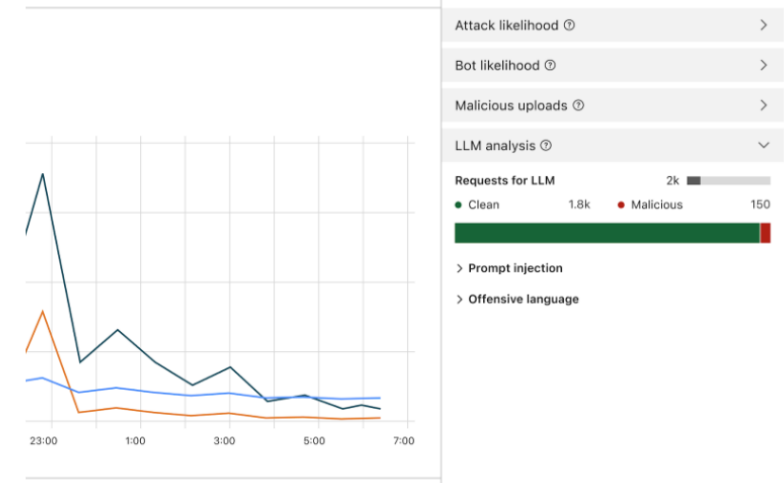 Attack likelihood
Bot likelihood
Malicious uploads
LLM analysis
Requests for LLM 2k
Clean 1.8k Malicious 150
Prompt injection
Offensive language
23:00 1:00 3:00 5:00 7:00